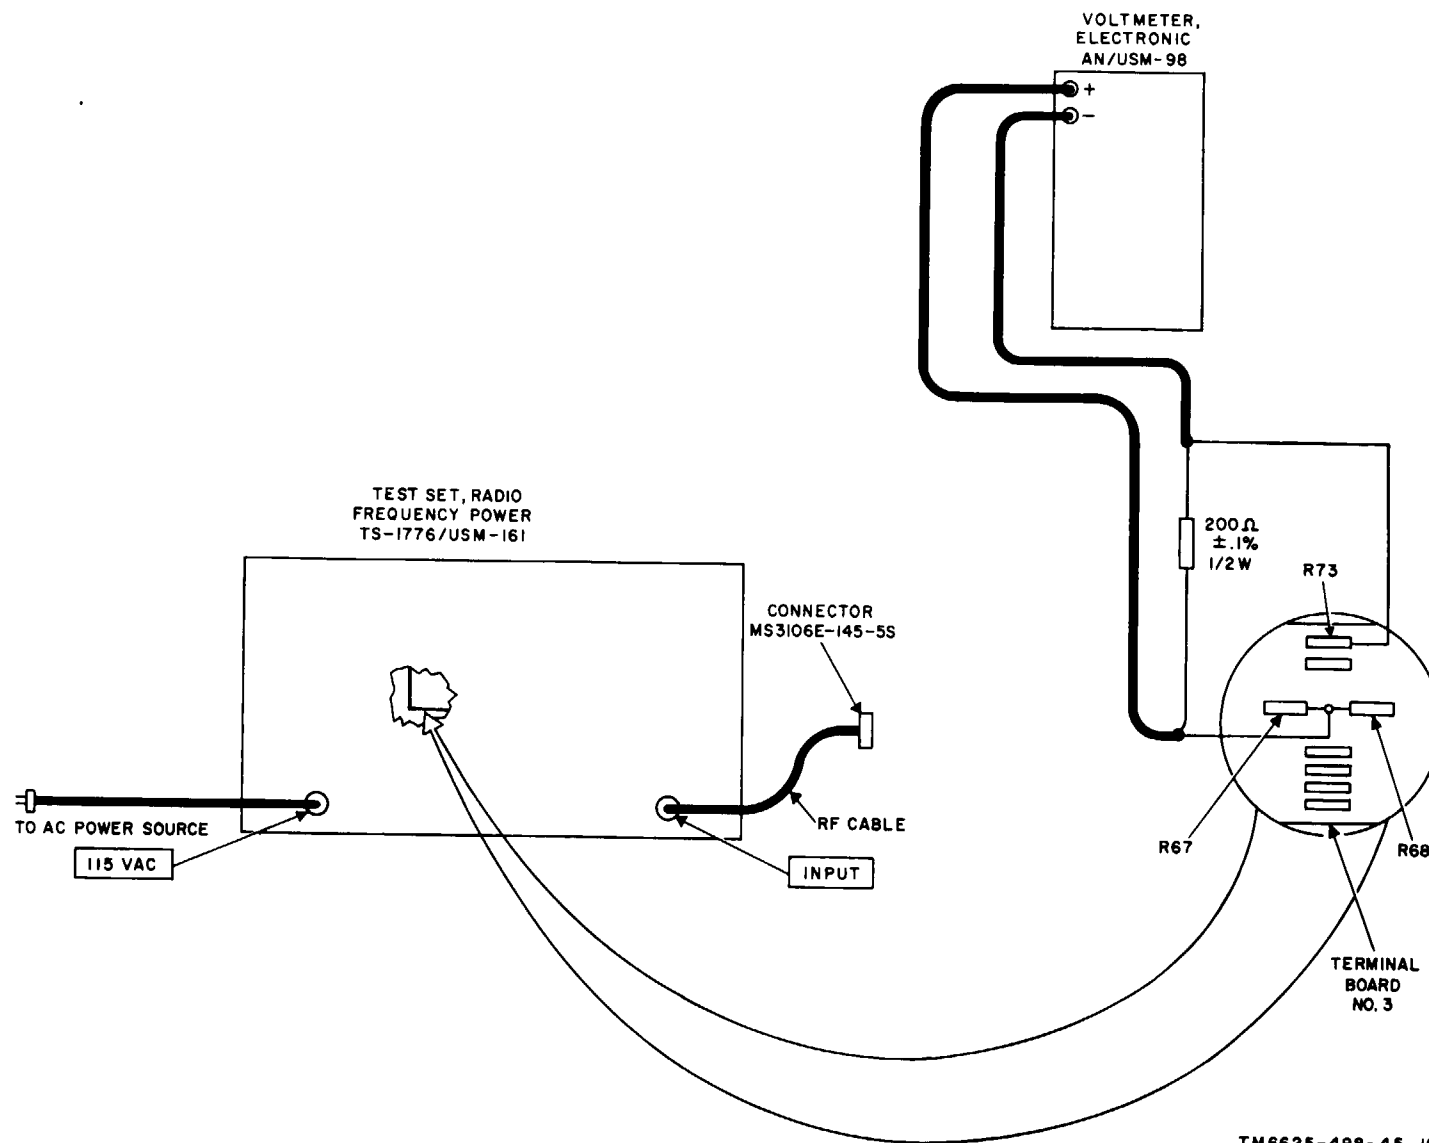 VOLTMETER,
ELECTRONIC
AN/USM-98
+
−
TEST SET, RADIO
FREQUENCY POWER
TS-1776/USM-161
200Ω
±.1%
1/2W
R73
CONNECTOR
MS3106E-145-5S
TO AC POWER SOURCE
115 VAC
RF CABLE
INPUT
R67
R68
TERMINAL
BOARD
NO. 3